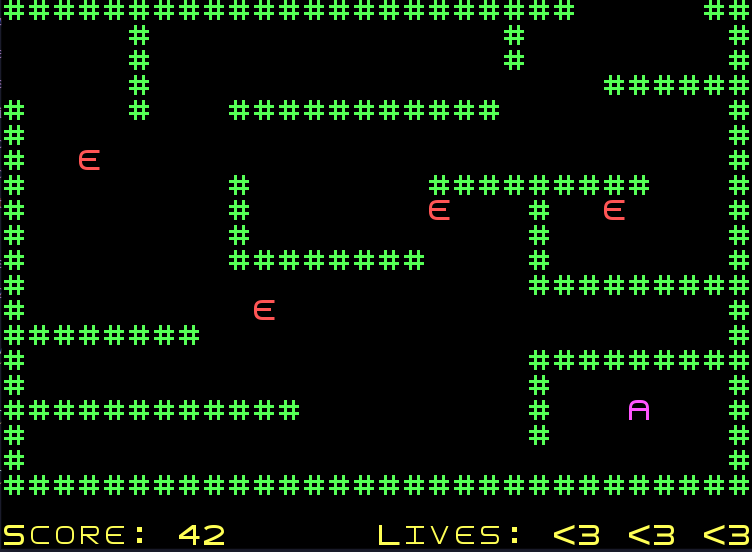 #######################     ##
     #              #        #
     #              #        #
     #                  ######
#    #   ###########         #
#                            #
#  E                         #
#        #       #########   #
#        #       E   #  E    #
#        #           #       #
#        ########    #       #
#                    #########
#         E                  #
########                     #
#                    #########
#                    #       #
############         #   A   #
#                    #       #
#                            #
##############################
Score: 42      Lives: <3 <3 <3